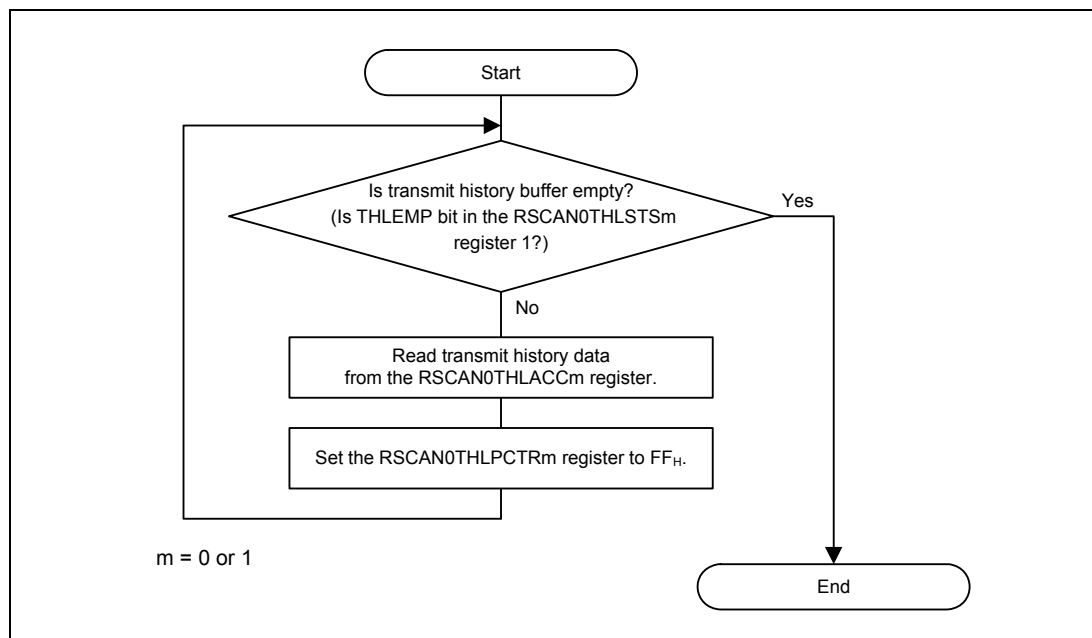 Start
Is transmit history buffer empty?
(Is THLEMP bit in the RSCAN0THLSTSm
register 1?)
Yes
No
Read transmit history data
from the RSCAN0THLACCm register.
Set the RSCAN0THLPCTRm register to FFH.
m = 0 or 1
End